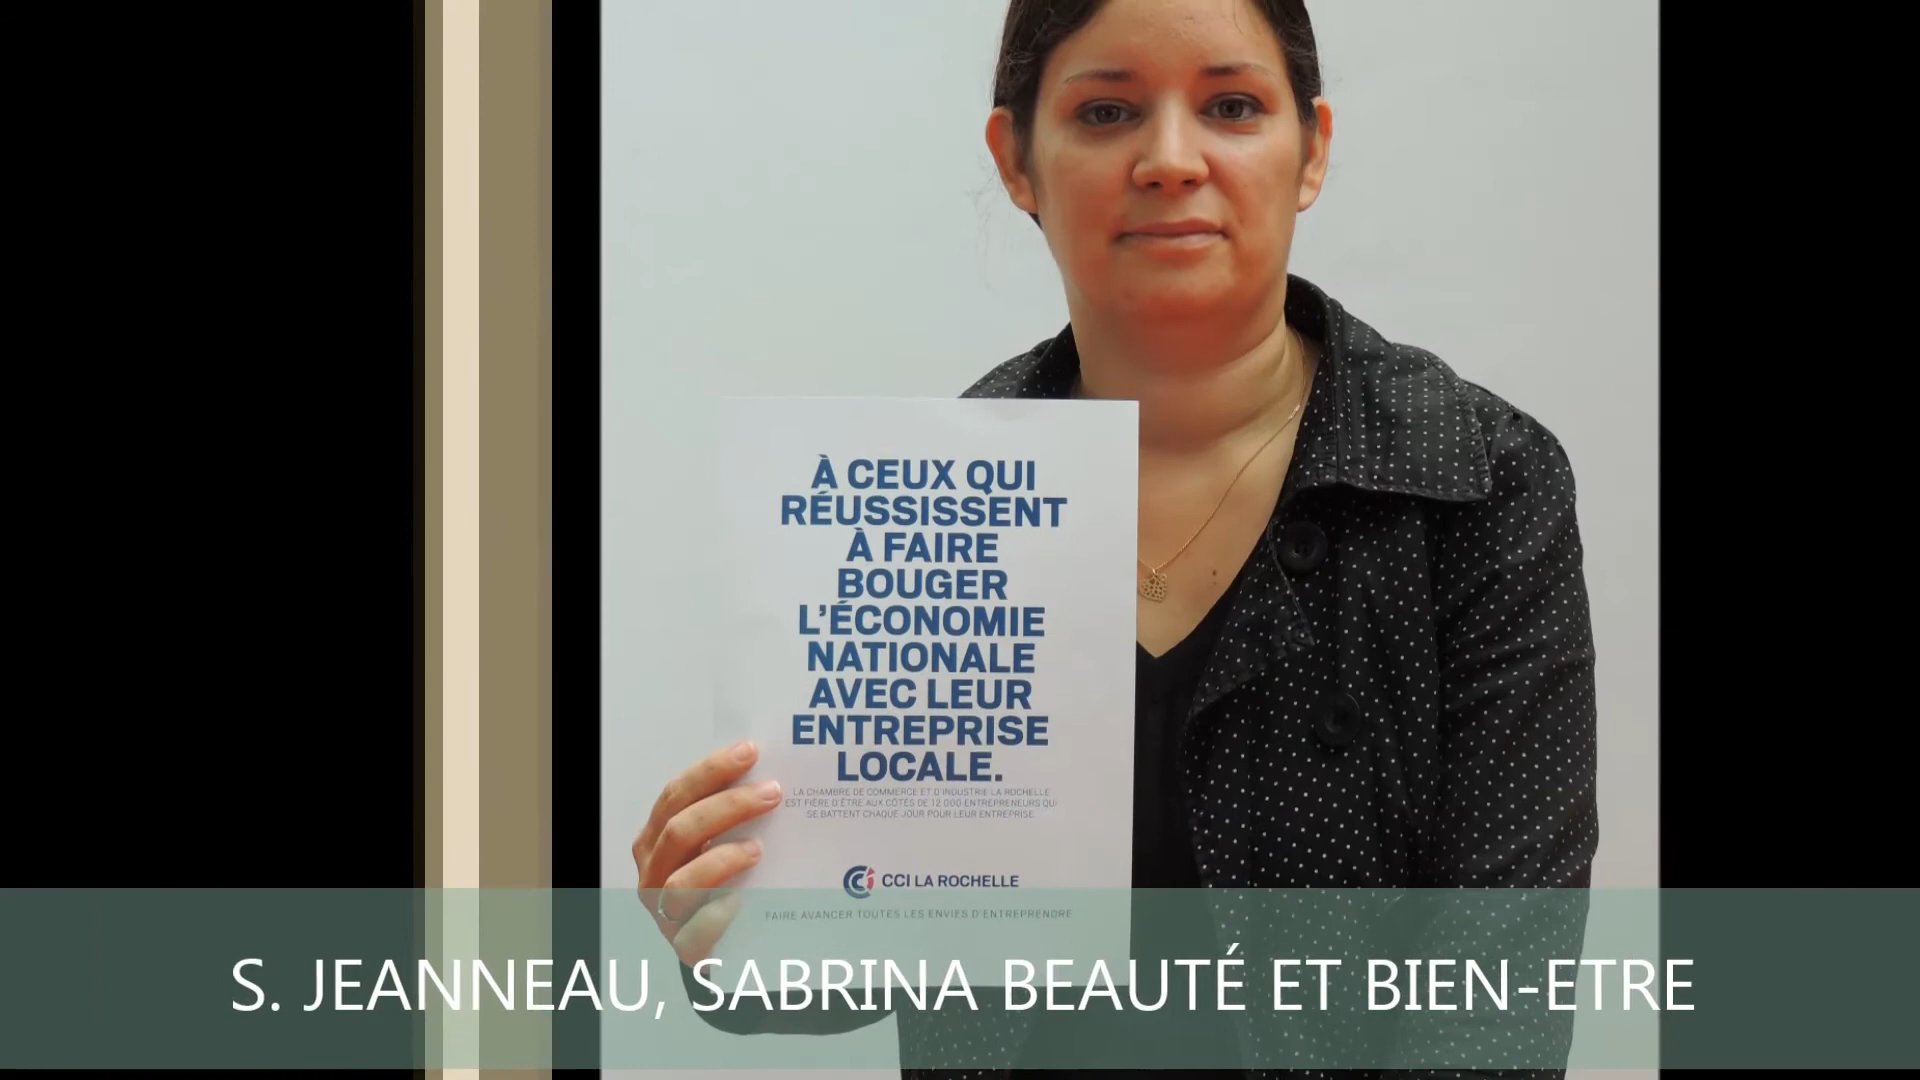 À CEUX QUI
RÉUSSISSENT
À FAIRE
BOUGER
L'ÉCONOMIE
NATIONALE
AVEC LEUR
ENTREPRISE
LOCALE.
LA CHAMBRE DE COMMERCE ET D'INDUSTRIE LA ROCHELLE
EST FIÈRE D'ÊTRE AUX CÔTÉS DE 12 000 ENTREPRENEURS QUI
SE BATTENT CHAQUE JOUR POUR LEUR ENTREPRISE.
CCI LA ROCHELLE
FAIRE AVANCER TOUTES LES ENVIES D'ENTREPRENDRE
S. JEANNEAU, SABRINA BEAUTÉ ET BIEN-ETRE